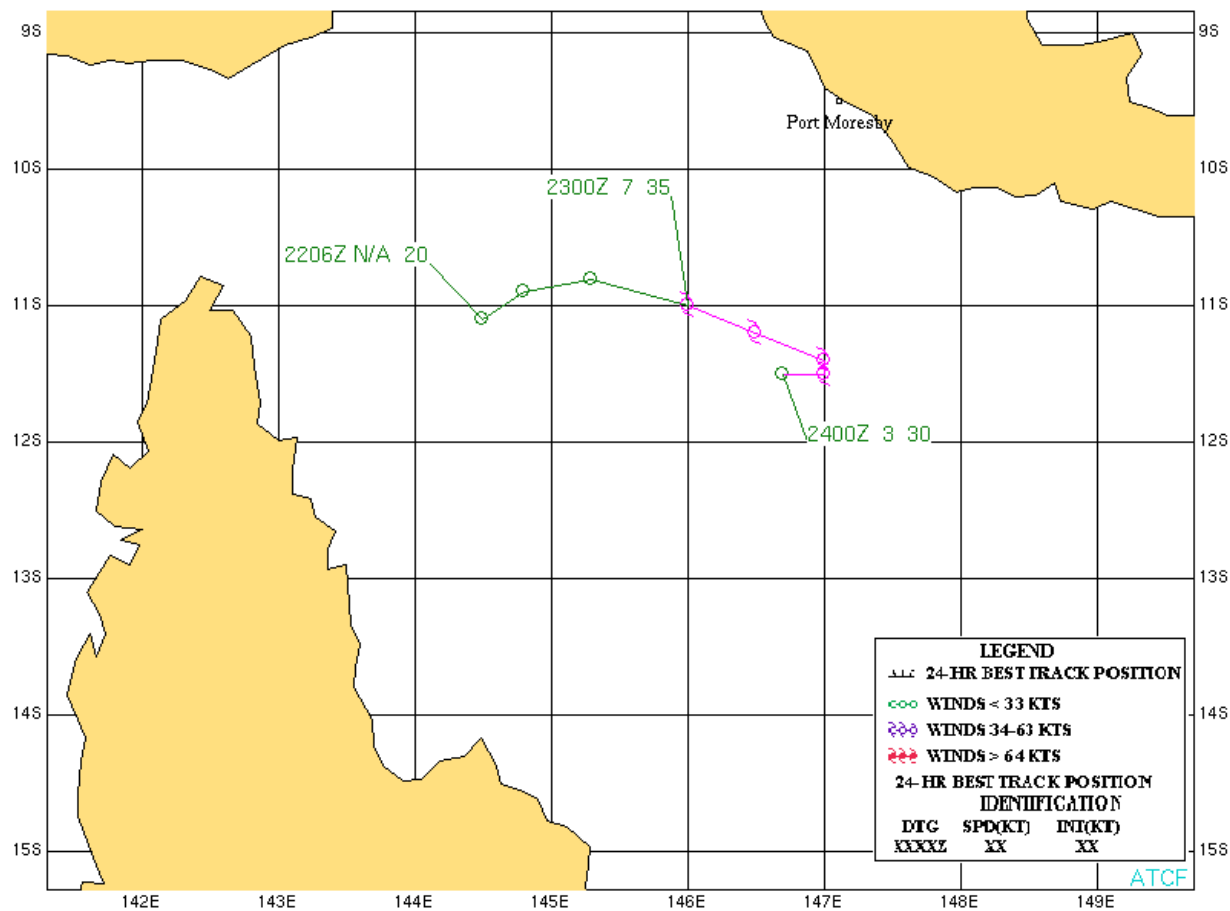 9S
9S
Port Moresby
10S
10S
2300Z 7 35
2206Z N/A 20
11S
11S
12S
2400Z 3 30
12S
13S
13S
LEGEND
24-HR BEST TRACK POSITION
WINDS < 33 KTS
14S
14S
WINDS 34-63 KTS
WINDS > 64 KTS
24-HR BEST TRACK POSITION
IDENTIFICATION
DTG SPD(KT) INT(KT)
15S
XXXXZ XX XX
15S
ATCF
142E 143E 144E 145E 146E 147E 148E 149E